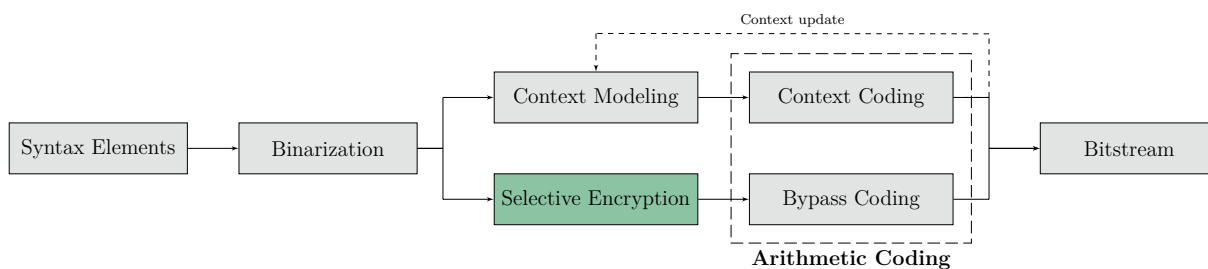 Context update
Context Modeling
Context Coding
Syntax Elements
Binarization
Bitstream
Selective Encryption
Bypass Coding
Arithmetic Coding